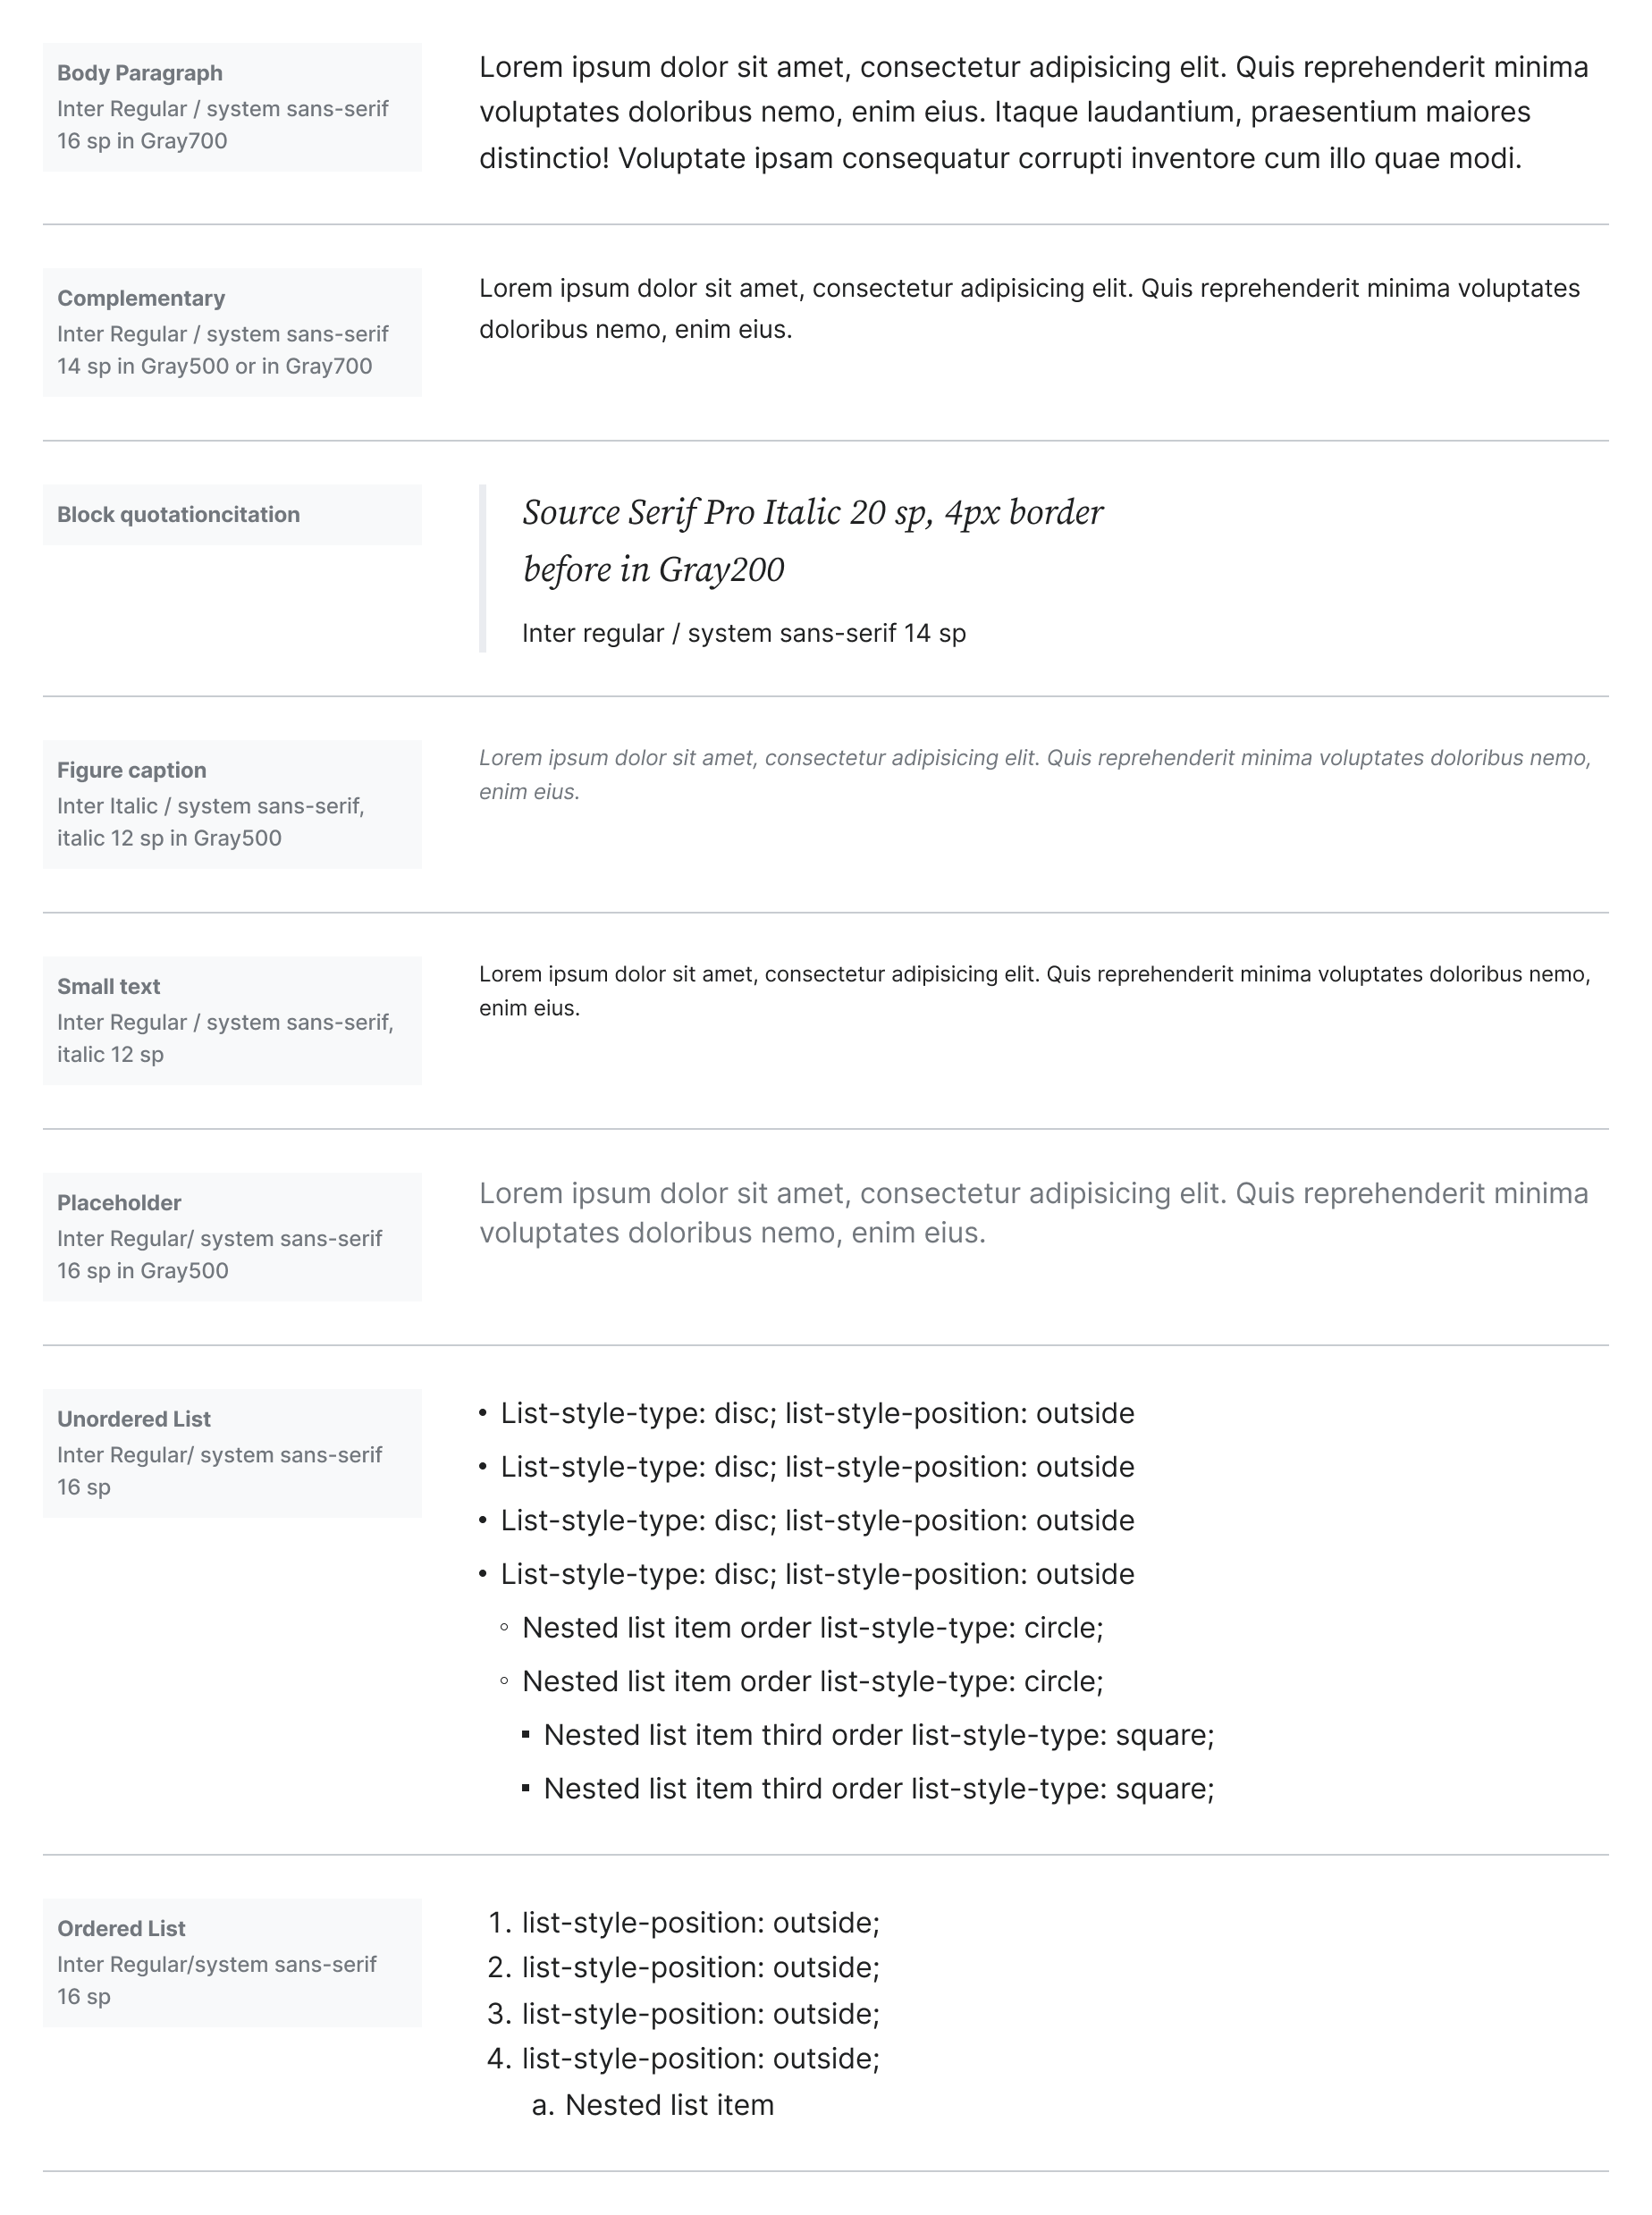 Body Paragraph
Inter Regular / system sans-serif
16 sp in Gray700
Lorem ipsum dolor sit amet, consectetur adipisicing elit. Quis reprehenderit minima
voluptates doloribus nemo, enim eius. Itaque laudantium, praesentium maiores
distinctio! Voluptate ipsam consequatur corrupti inventore cum illo quae modi.
Complementary
Inter Regular / system sans-serif
14 sp in Gray500 or in Gray700
Lorem ipsum dolor sit amet, consectetur adipisicing elit. Quis reprehenderit minima voluptates
doloribus nemo, enim eius.
Block quotationcitation
Source Serif Pro Italic 20 sp, 4px border
before in Gray200
Inter regular / system sans-serif 14 sp
Figure caption
Inter Italic / system sans-serif,
italic 12 sp in Gray500
Lorem ipsum dolor sit amet, consectetur adipisicing elit. Quis reprehenderit minima voluptates doloribus nemo,
enim eius.
Small text
Inter Regular / system sans-serif,
italic 12 sp
Lorem ipsum dolor sit amet, consectetur adipisicing elit. Quis reprehenderit minima voluptates doloribus nemo,
enim eius.
Placeholder
Inter Regular/ system sans-serif
16 sp in Gray500
Lorem ipsum dolor sit amet, consectetur adipisicing elit. Quis reprehenderit minima
voluptates doloribus nemo, enim eius.
Unordered List
Inter Regular/ system sans-serif
16 sp
• List-style-type: disc; list-style-position: outside
• List-style-type: disc; list-style-position: outside
• List-style-type: disc; list-style-position: outside
• List-style-type: disc; list-style-position: outside
◦ Nested list item order list-style-type: circle;
◦ Nested list item order list-style-type: circle;
▪ Nested list item third order list-style-type: square;
▪ Nested list item third order list-style-type: square;
Ordered List
Inter Regular/system sans-serif
16 sp
1. list-style-position: outside;
2. list-style-position: outside;
3. list-style-position: outside;
4. list-style-position: outside;
a. Nested list item